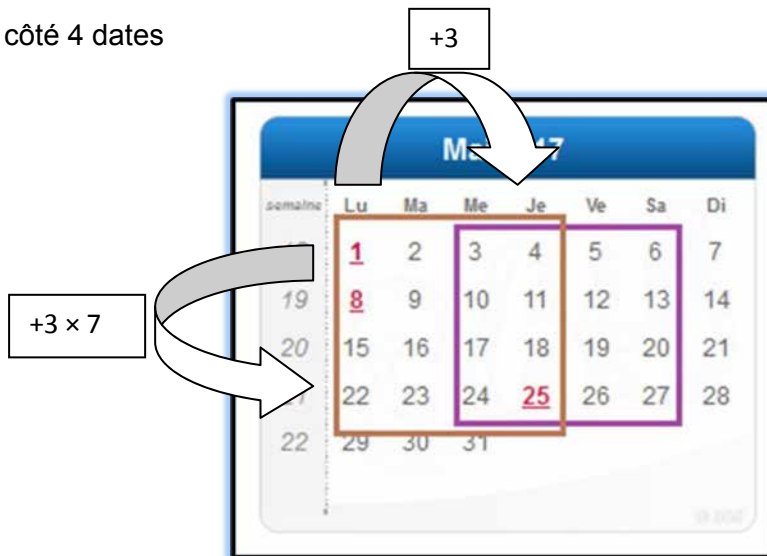 côté 4 dates
+3
semaine Lu Ma Me Je Ve Sa Di
1 2 3 4 5 6 7
19 8 9 10 11 12 13 14
+3 × 7
20 15 16 17 18 19 20 21
22 23 24 25 26 27 28
22 29 30 31